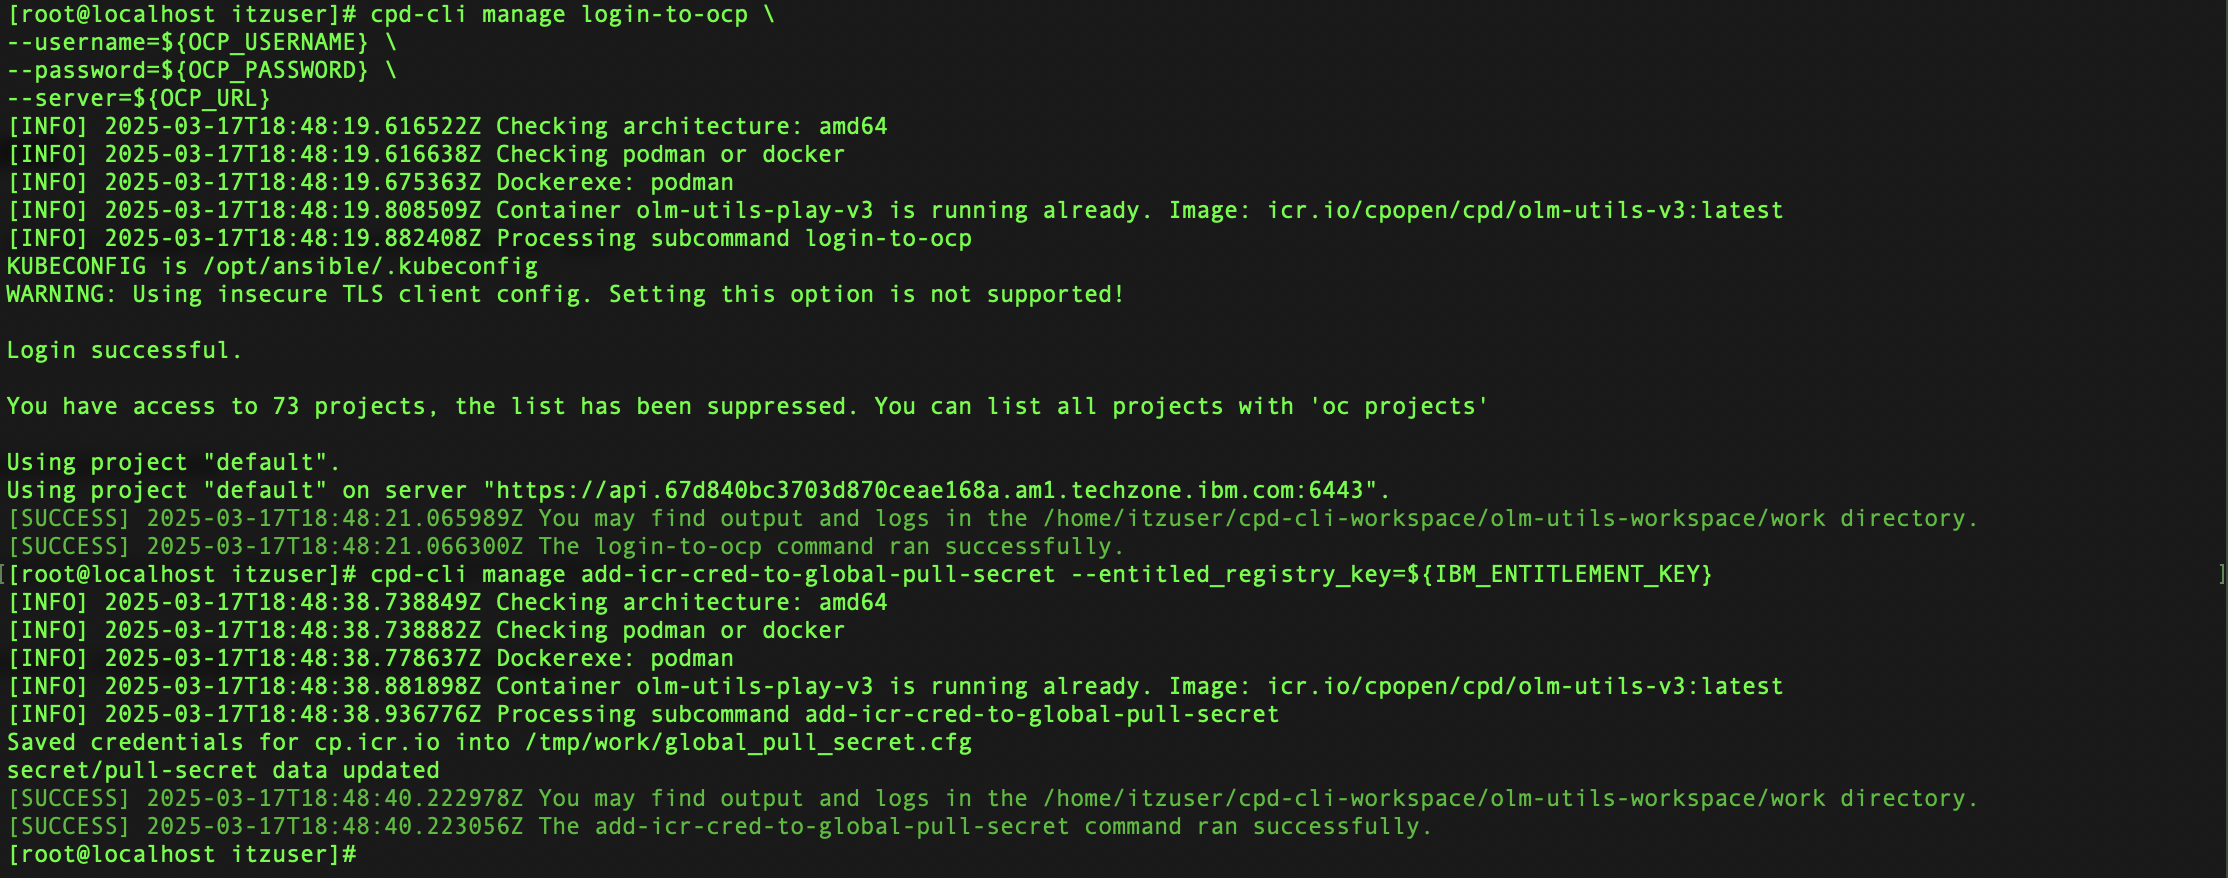 [root@localhost itzuser]# cpd-cli manage login-to-ocp \
--username=${OCP_USERNAME} \
--password=${OCP_PASSWORD} \
--server=${OCP_URL}
[INFO] 2025-03-17T18:48:19.616522Z Checking architecture: amd64
[INFO] 2025-03-17T18:48:19.616638Z Checking podman or docker
[INFO] 2025-03-17T18:48:19.675363Z Dockerexe: podman
[INFO] 2025-03-17T18:48:19.808509Z Container olm-utils-play-v3 is running already. Image: icr.io/cpopen/cpd/olm-utils-v3:latest
[INFO] 2025-03-17T18:48:19.882408Z Processing subcommand login-to-ocp
KUBECONFIG is /opt/ansible/.kubeconfig
WARNING: Using insecure TLS client config. Setting this option is not supported!
Login successful.
You have access to 73 projects, the list has been suppressed. You can list all projects with 'oc projects'
Using project "default".
Using project "default" on server "https://api.67d840bc3703d870ceae168a.am1.techzone.ibm.com:6443".
[SUCCESS] 2025-03-17T18:48:21.065989Z You may find output and logs in the /home/itzuser/cpd-cli-workspace/olm-utils-workspace/work directory.
[SUCCESS] 2025-03-17T18:48:21.066300Z The login-to-ocp command ran successfully.
[[root@localhost itzuser]# cpd-cli manage add-icr-cred-to-global-pull-secret --entitled_registry_key=${IBM_ENTITLEMENT_KEY} ]
[INFO] 2025-03-17T18:48:38.738849Z Checking architecture: amd64
[INFO] 2025-03-17T18:48:38.738882Z Checking podman or docker
[INFO] 2025-03-17T18:48:38.778637Z Dockerexe: podman
[INFO] 2025-03-17T18:48:38.881898Z Container olm-utils-play-v3 is running already. Image: icr.io/cpopen/cpd/olm-utils-v3:latest
[INFO] 2025-03-17T18:48:38.936776Z Processing subcommand add-icr-cred-to-global-pull-secret
Saved credentials for cp.icr.io into /tmp/work/global_pull_secret.cfg
secret/pull-secret data updated
[SUCCESS] 2025-03-17T18:48:40.222978Z You may find output and logs in the /home/itzuser/cpd-cli-workspace/olm-utils-workspace/work directory.
[SUCCESS] 2025-03-17T18:48:40.223056Z The add-icr-cred-to-global-pull-secret command ran successfully.
[root@localhost itzuser]#